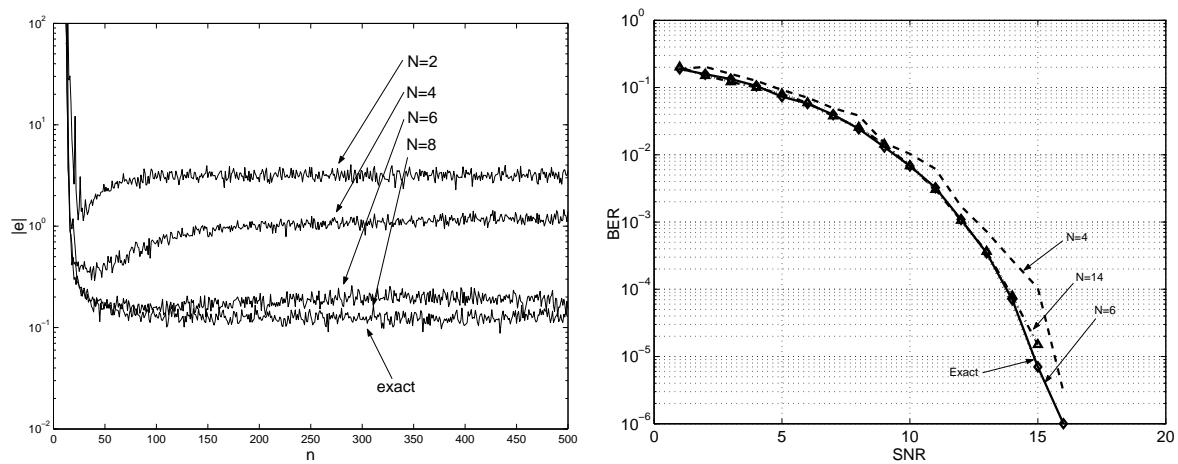 10²
10¹
10⁰
10⁻¹
10⁻²
|e|
0 50 100 150 200 250 300 350 400 450 500
n
N=2
N=4
N=6
N=8
exact
10⁰
10⁻¹
10⁻²
10⁻³
10⁻⁴
10⁻⁵
10⁻⁶
BER
0 5 10 15 20
SNR
N=4
N=14
N=6
Exact